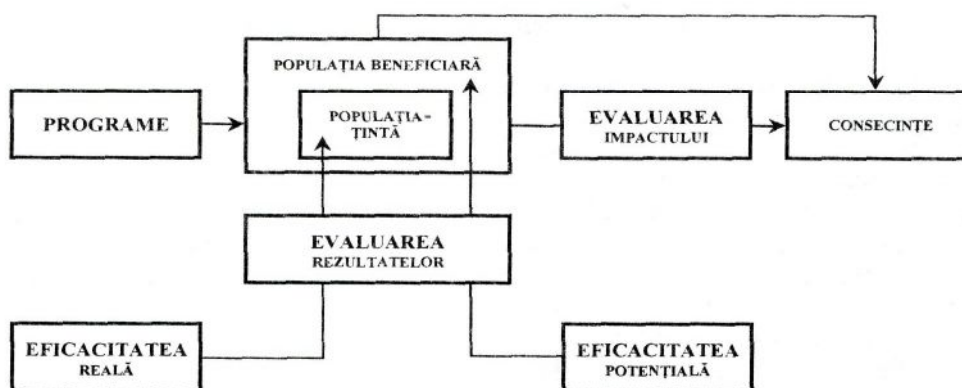 POPULAȚIA BENEFICIARĂ
PROGRAME
POPULAȚIA-
ȚINTĂ
EVALUAREA
IMPACTULUI
CONSECINȚE
EVALUAREA
REZULTATELOR
EFICACITATEA
REALĂ
EFICACITATEA
POTENȚIALĂ